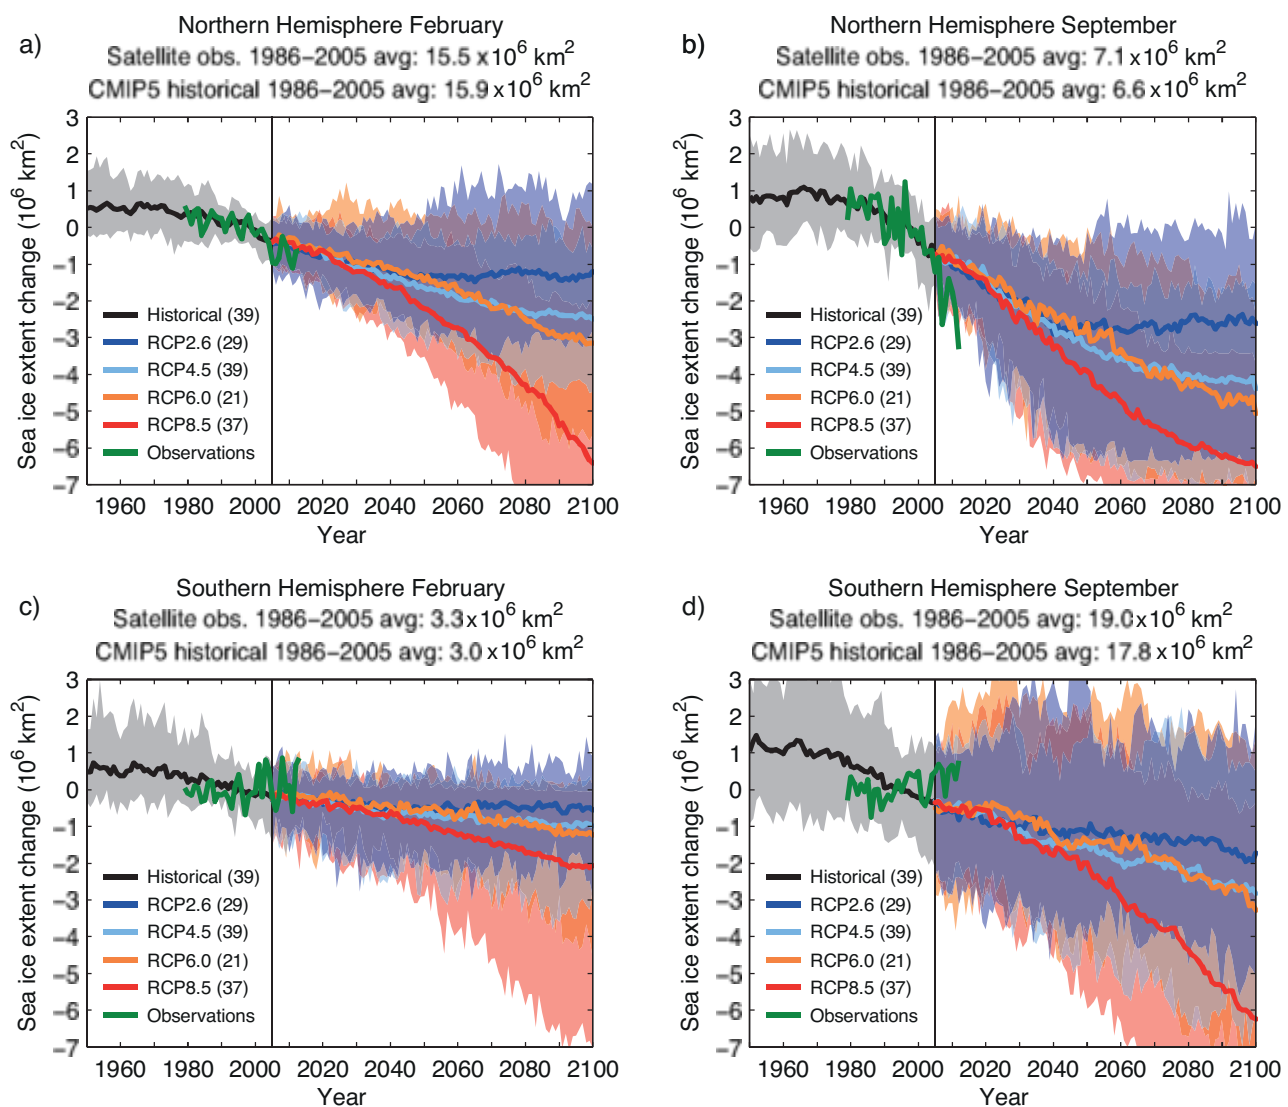 a)
Northern Hemisphere February
Satellite obs. 1986–2005 avg: 15.5 x10⁶ km²
CMIP5 historical 1986–2005 avg: 15.9 x10⁶ km²
Sea ice extent change (10⁶ km²)
3
2
1
0
−1
−2
−3
−4
−5
−6
−7
Historical (39)
RCP2.6 (29)
RCP4.5 (39)
RCP6.0 (21)
RCP8.5 (37)
Observations
1960 1980 2000 2020 2040 2060 2080 2100
Year
b)
Northern Hemisphere September
Satellite obs. 1986–2005 avg: 7.1 x10⁶ km²
CMIP5 historical 1986–2005 avg: 6.6 x10⁶ km²
Sea ice extent change (10⁶ km²)
3
2
1
0
−1
−2
−3
−4
−5
−6
−7
Historical (39)
RCP2.6 (29)
RCP4.5 (39)
RCP6.0 (21)
RCP8.5 (37)
Observations
1960 1980 2000 2020 2040 2060 2080 2100
Year
c)
Southern Hemisphere February
Satellite obs. 1986–2005 avg: 3.3 x10⁶ km²
CMIP5 historical 1986–2005 avg: 3.0 x10⁶ km²
Sea ice extent change (10⁶ km²)
3
2
1
0
−1
−2
−3
−4
−5
−6
−7
Historical (39)
RCP2.6 (29)
RCP4.5 (39)
RCP6.0 (21)
RCP8.5 (37)
Observations
1960 1980 2000 2020 2040 2060 2080 2100
Year
d)
Southern Hemisphere September
Satellite obs. 1986–2005 avg: 19.0 x10⁶ km²
CMIP5 historical 1986–2005 avg: 17.8 x10⁶ km²
Sea ice extent change (10⁶ km²)
3
2
1
0
−1
−2
−3
−4
−5
−6
−7
Historical (39)
RCP2.6 (29)
RCP4.5 (39)
RCP6.0 (21)
RCP8.5 (37)
Observations
1960 1980 2000 2020 2040 2060 2080 2100
Year